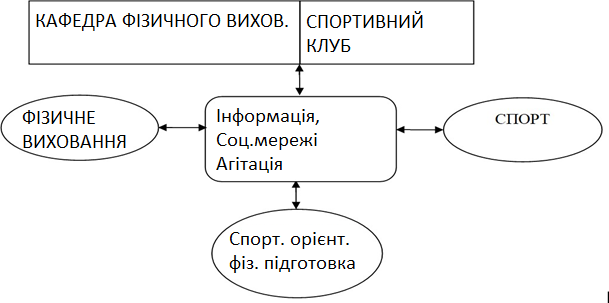 КАФЕДРА ФІЗИЧНОГО ВИХОВ.
СПОРТИВНИЙ
КЛУБ
ФІЗИЧНЕ
ВИХОВАННЯ
Інформація,
Соц.мережі
Агітація
СПОРТ
Спорт. орієнт.
фіз. підготовка